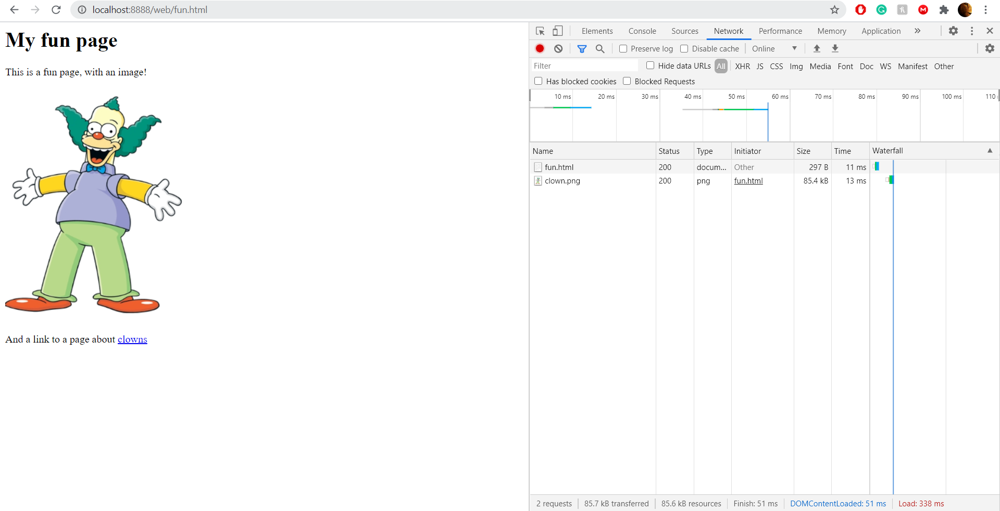 localhost:8888/web/fun.html
My fun page
This is a fun page, with an image!
And a link to a page about clowns
Elements Console Sources Network Performance Memory Application
Preserve log Disable cache Online
Filter Hide data URLs All XHR JS CSS Img Media Font Doc WS Manifest Other
Has blocked cookies Blocked Requests
10 ms 20 ms 30 ms 40 ms 50 ms 60 ms 70 ms 80 ms 90 ms 100 ms 110
Name Status Type Initiator Size Time Waterfall
fun.html 200 docum... Other 297 B 11 ms
clown.png 200 png fun.html 85.4 kB 13 ms
2 requests 85.7 kB transferred 85.6 kB resources Finish: 51 ms DOMContentLoaded: 51 ms Load: 338 ms